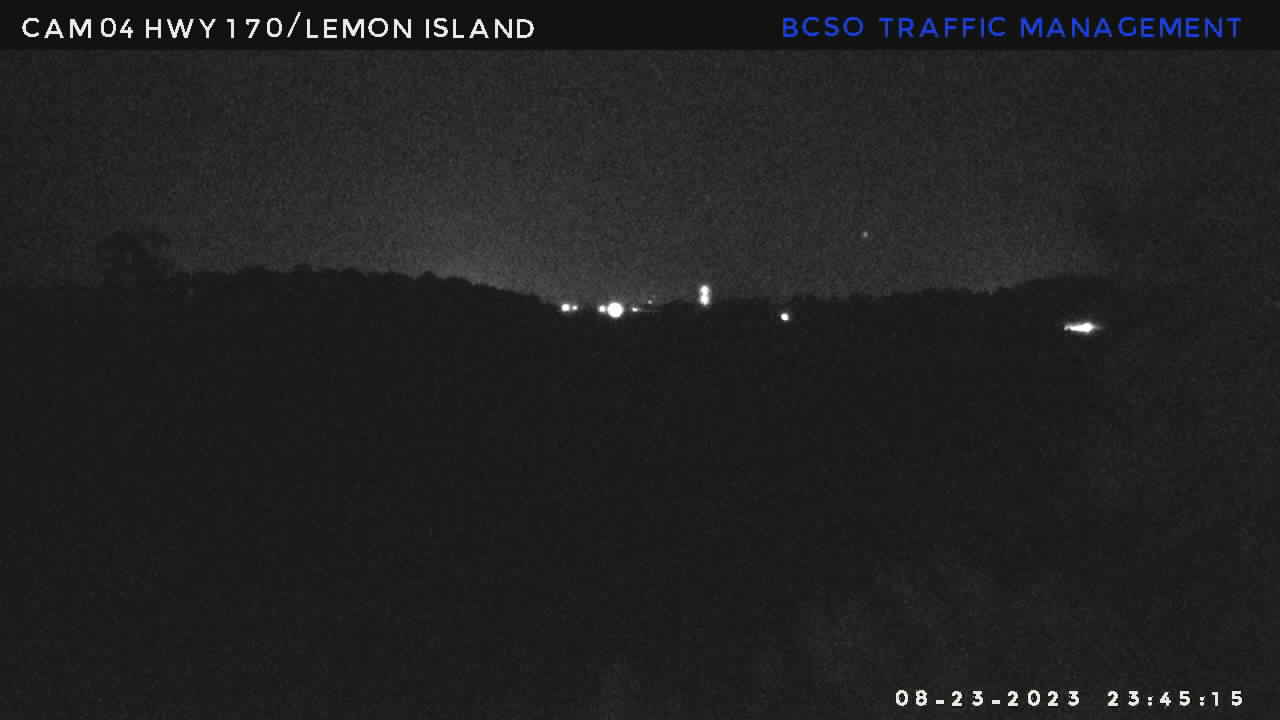 CAM04 HWY 170/LEMON ISLAND
BCSO TRAFFIC MANAGEMENT
08-23-2023 23:45:15